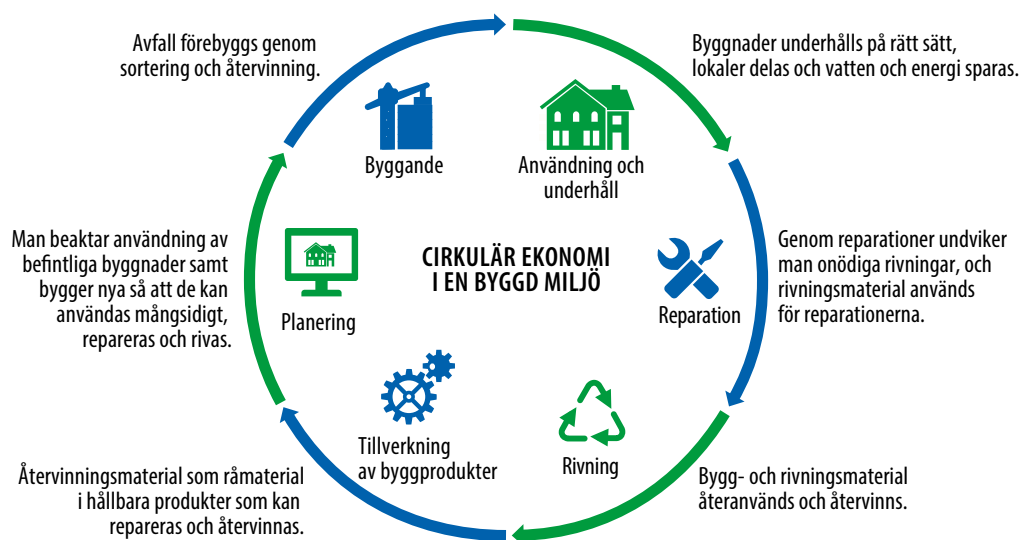 Avfall förebyggs genom
sortering och återvinning.
Byggnader underhålls på rätt sätt,
lokaler delas och vatten och energi sparas.
Byggande
Användning och
underhåll
Man beaktar användning av
befintliga byggnader samt
bygger nya så att de kan
användas mångsidigt,
repareras och rivas.
Planering
CIRKULÄR EKONOMI
I EN BYGGD MILJÖ
Reparation
Genom reparationer undviker
man onödiga rivningar, och
rivningsmaterial används
för reparationerna.
Tillverkning
av byggprodukter
Rivning
Återvinningsmaterial som råmaterial
i hållbara produkter som kan
repareras och återvinnas.
Bygg- och rivningsmaterial
återanvänds och återvinns.